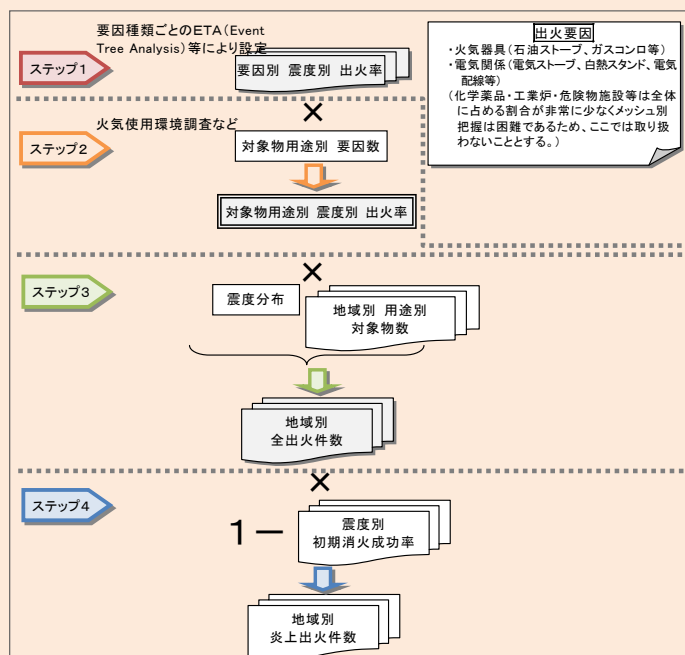 要因種類ごとのETA(Event
Tree Analysis)等により設定
ステップ1
要因別 震度別 出火率
出火要因
・火気器具(石油ストーブ、ガスコンロ等)
・電気関係(電気ストーブ、白熱スタンド、電気
配線等)
(化学薬品・工業炉・危険物施設等は全体
に占める割合が非常に少なくメッシュ別
把握は困難であるため、ここでは取り扱
わないこととする。)
×
火気使用環境調査など
ステップ2
対象物用途別 要因数
対象物用途別 震度別 出火率
×
ステップ3
震度分布
地域別 用途別
対象物数
地域別
全出火件数
×
ステップ4
1-
震度別
初期消火成功率
地域別
炎上出火件数